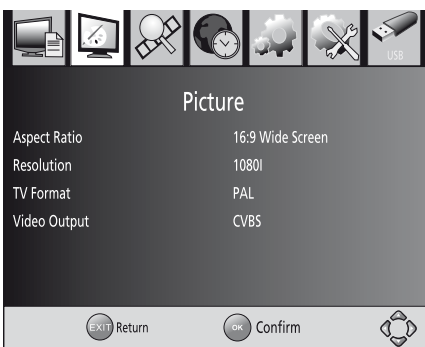 USB
Picture
Aspect Ratio 16:9 Wide Screen
Resolution 1080I
TV Format PAL
Video Output CVBS
EXIT Return OK Confirm